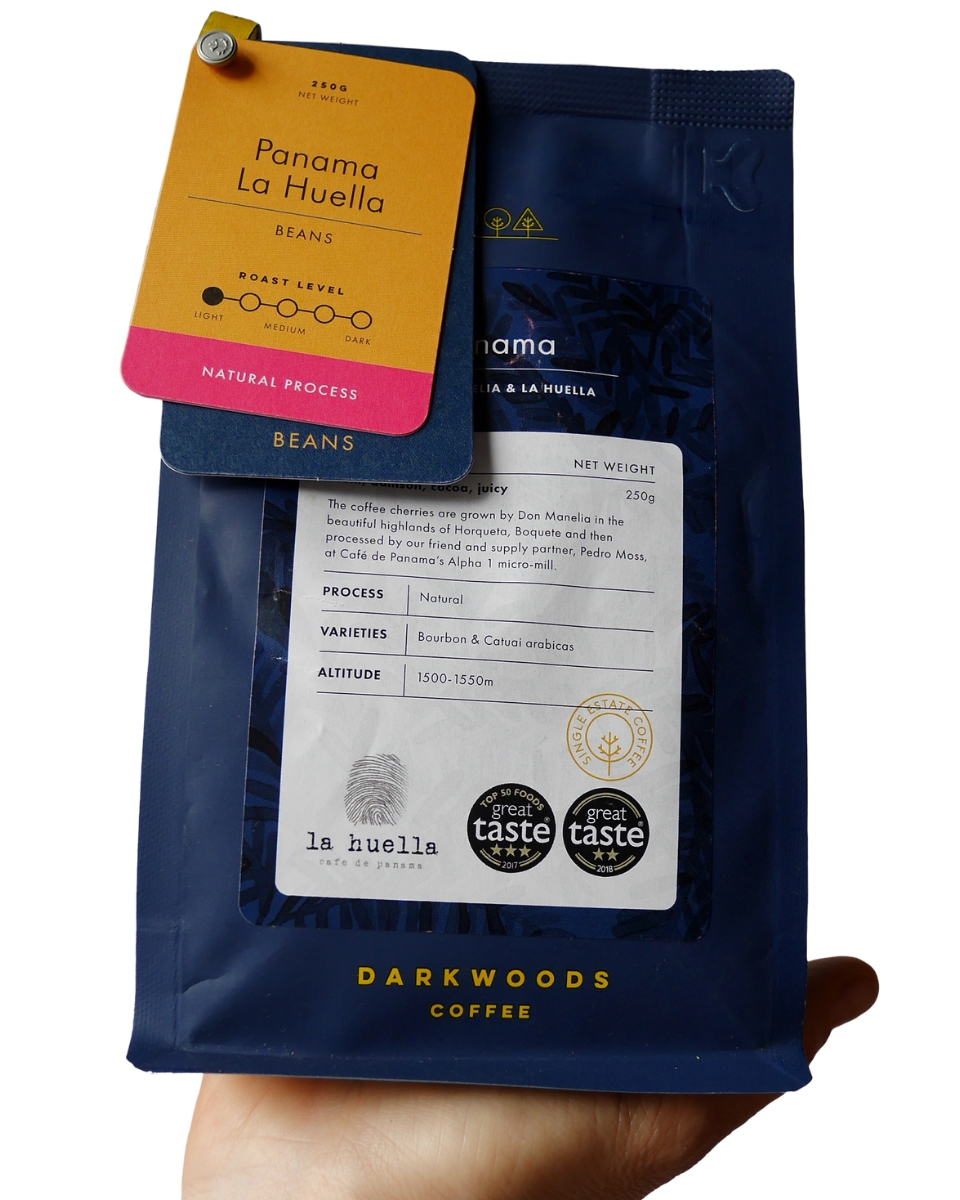 250G
NET WEIGHT
Panama
La Huella
BEANS
ROAST LEVEL
LIGHT
MEDIUM
DARK
NATURAL PROCESS
BEANS
nama
ELIA & LA HUELLA
NET WEIGHT
250g
cocoa, juicy
The coffee cherries are grown by Don Manelia in the
beautiful highlands of Horqueta, Boquete and then
processed by our friend and supply partner, Pedro Moss,
at Café de Panama's Alpha 1 micro-mill.
PROCESS Natural
VARIETIES Bourbon & Catuai arabicas
ALTITUDE 1500-1550m
SINGLE ESTATE COFFEE
la huella
cafe de panama
TOP 50 FOODS
great
taste®
2017
great
taste®
2018
DARKWOODS
COFFEE